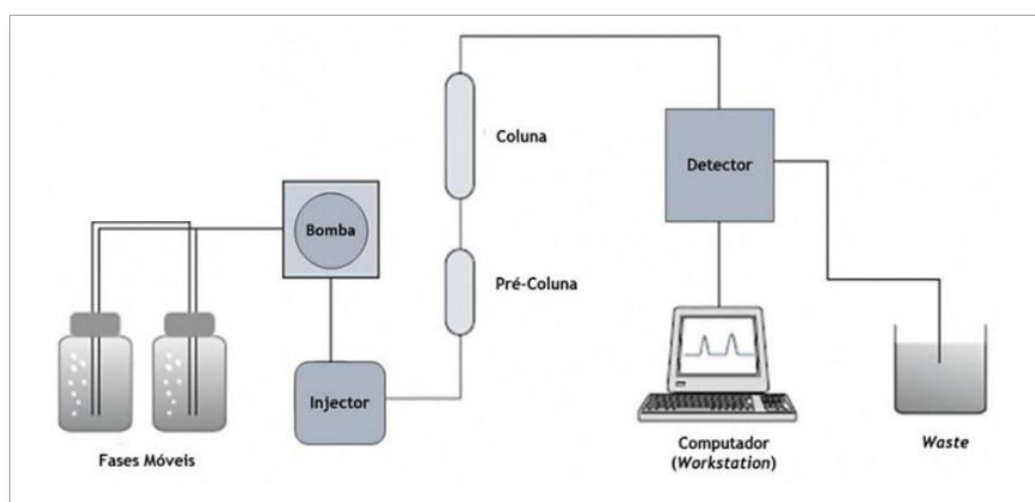 Coluna
Detector
Bomba
Pré-Coluna
Injector
Fases Móveis
Computador
(Workstation)
Waste